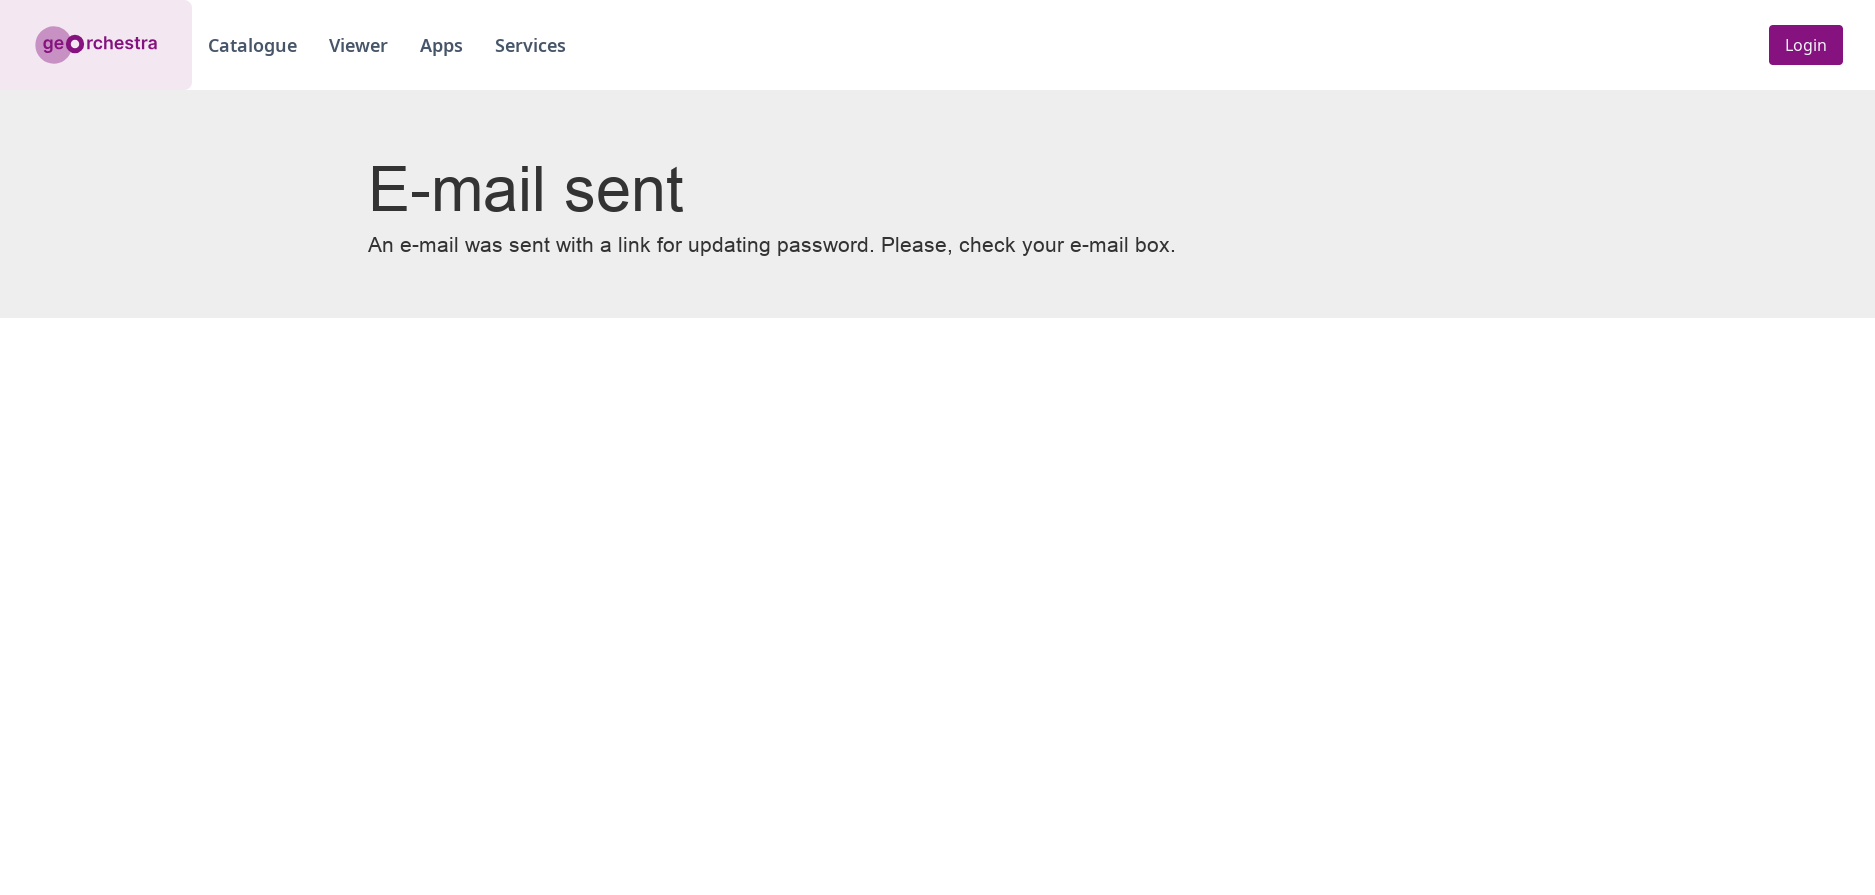 georchestra
Catalogue
Viewer
Apps
Services
Login
E-mail sent
An e-mail was sent with a link for updating password. Please, check your e-mail box.